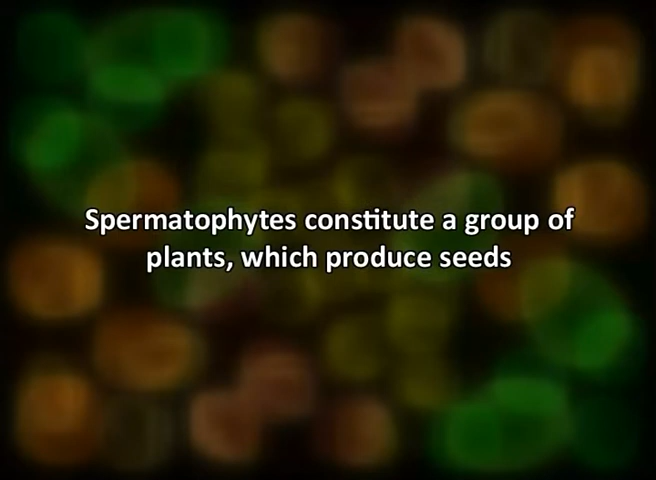 Spermatophytes constitute a group of
plants, which produce seeds